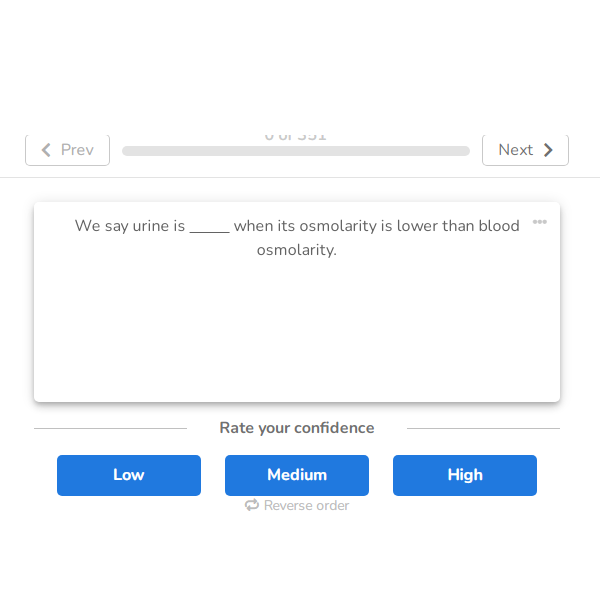 Prev
0 of 351
Next
We say urine is _____ when its osmolarity is lower than blood
osmolarity.
Rate your confidence
Low
Medium
High
Reverse order